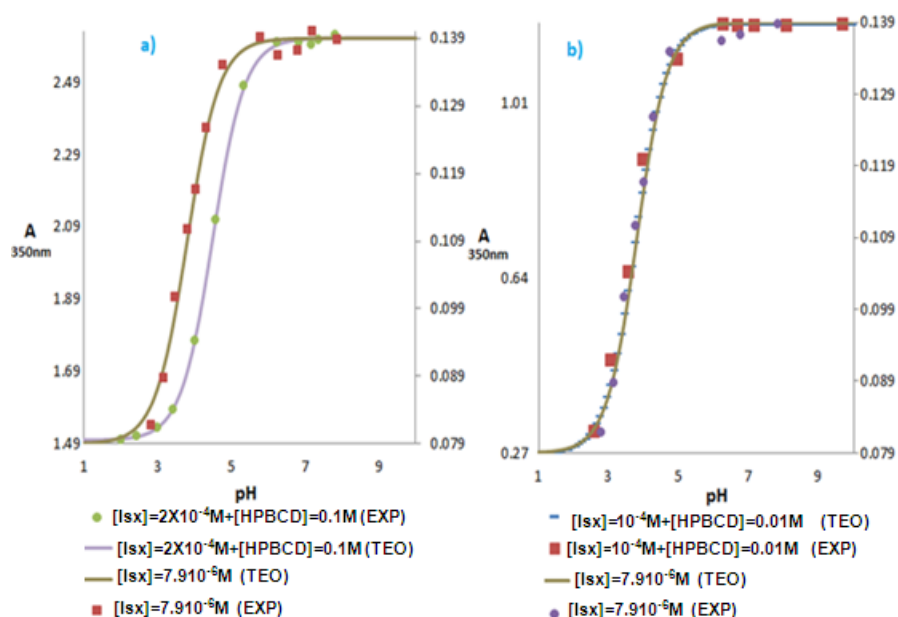 a)
2.49
2.29
2.09
1.89
1.69
1.49
A
350nm
0.139
0.129
0.119
0.109
0.099
0.089
0.079
1 3 5 7 9
pH
[Isx]=2X10⁻⁴M+[HPBCD]=0.1M (EXP)
[Isx]=2X10⁻⁴M+[HPBCD]=0.1M (TEO)
[Isx]=7.910⁻⁶M (TEO)
[Isx]=7.910⁻⁶M (EXP)
b)
1.01
0.64
0.27
A
350nm
0.139
0.129
0.119
0.109
0.099
0.089
0.079
1 3 5 7 9
pH
[Isx]=10⁻⁴M+[HPBCD]=0.01M (TEO)
[Isx]=10⁻⁴M+[HPBCD]=0.01M (EXP)
[Isx]=7.910⁻⁶M (TEO)
[Isx]=7.910⁻⁶M (EXP)